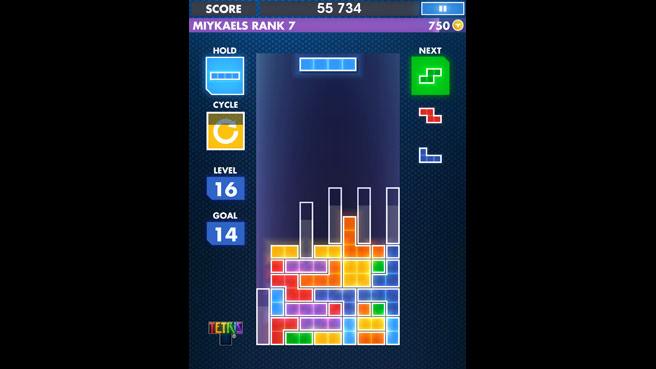 SCORE 55 734
MIYKAELS RANK 7 750
HOLD
NEXT
CYCLE
LEVEL
16
GOAL
14
TETRIS